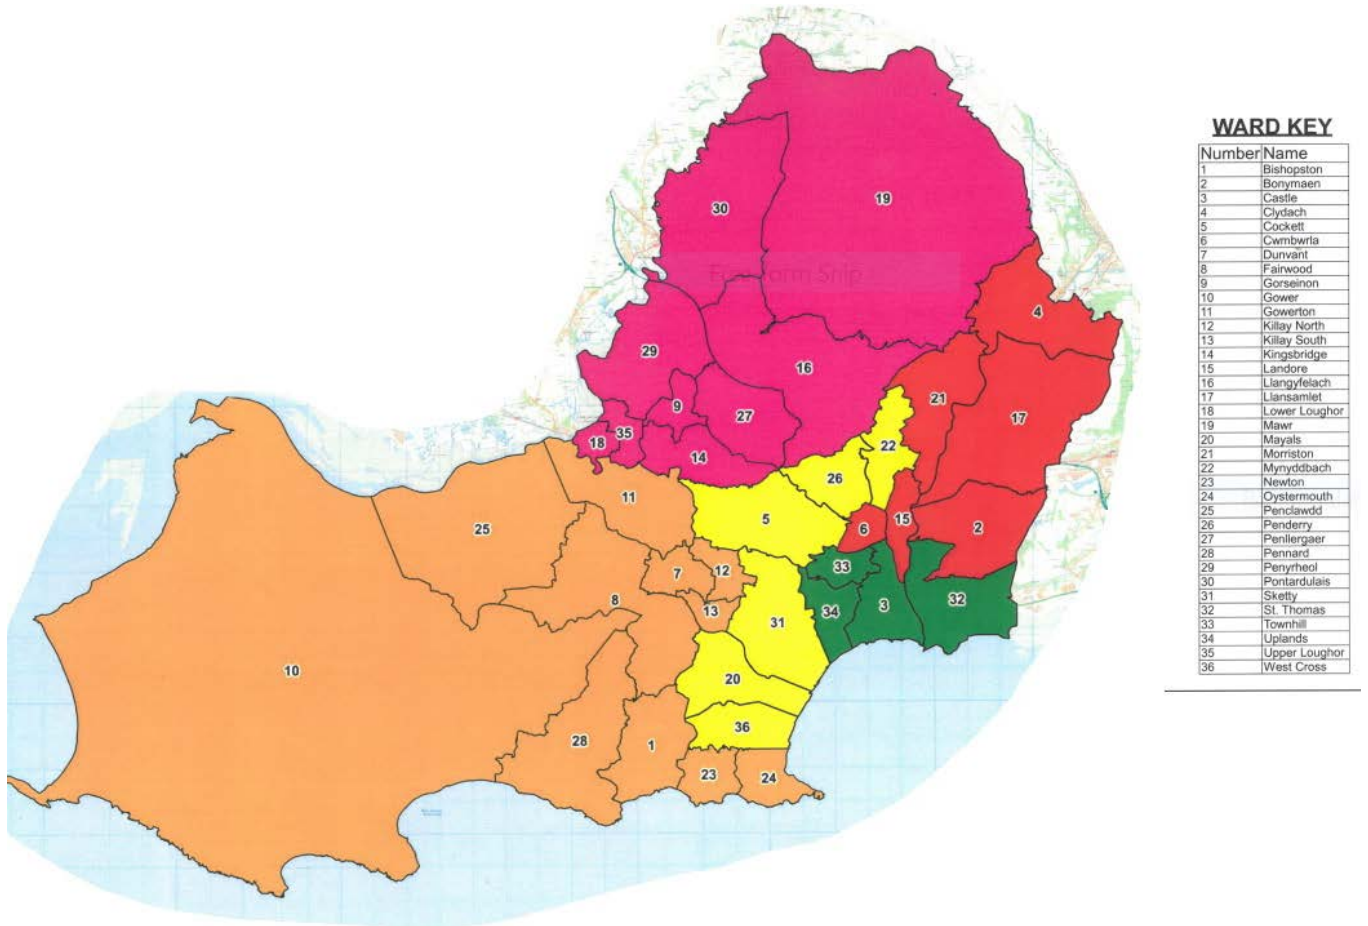 WARD KEY
Number Name
1 Bishopston
2 Bonymaen
3 Castle
4 Clydach
5 Cockett
6 Cwmbwrla
7 Dunvant
8 Fairwood
9 Gorseinon
10 Gower
11 Gowerton
12 Killay North
13 Killay South
14 Kingsbridge
15 Landore
16 Llangyfelach
17 Llansamlet
18 Lower Loughor
19 Mawr
20 Mayals
21 Morriston
22 Mynyddbach
23 Newton
24 Oystermouth
25 Penclawdd
26 Penderry
27 Penllergaer
28 Pennard
29 Penyrheol
30 Pontardulais
31 Sketty
32 St. Thomas
33 Townhill
34 Uplands
35 Upper Loughor
36 West Cross
30
19
Snip
4
29
16
9
27
21
17
18
35
14
22
26
11
25
5
6
15
2
33
7
12
8
13
34
3
32
31
10
20
36
28
1
23
24